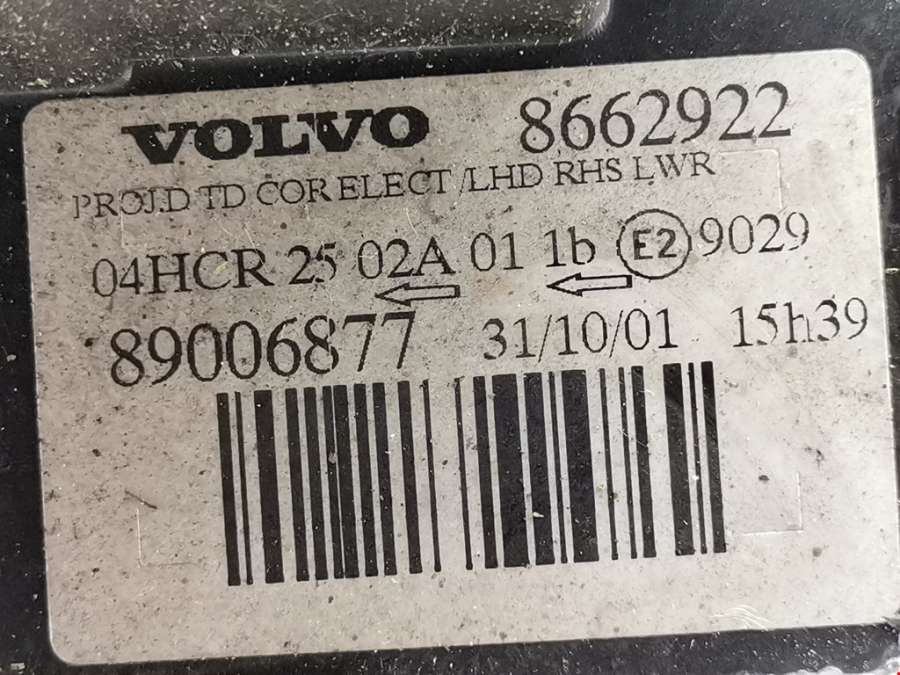 VOLVO 8662922
PROJ.D TD COR ELECT /LHD RHS LWR
04HCR 25 02A 01 1b E2 9029
89006877 31/10/01 15h39